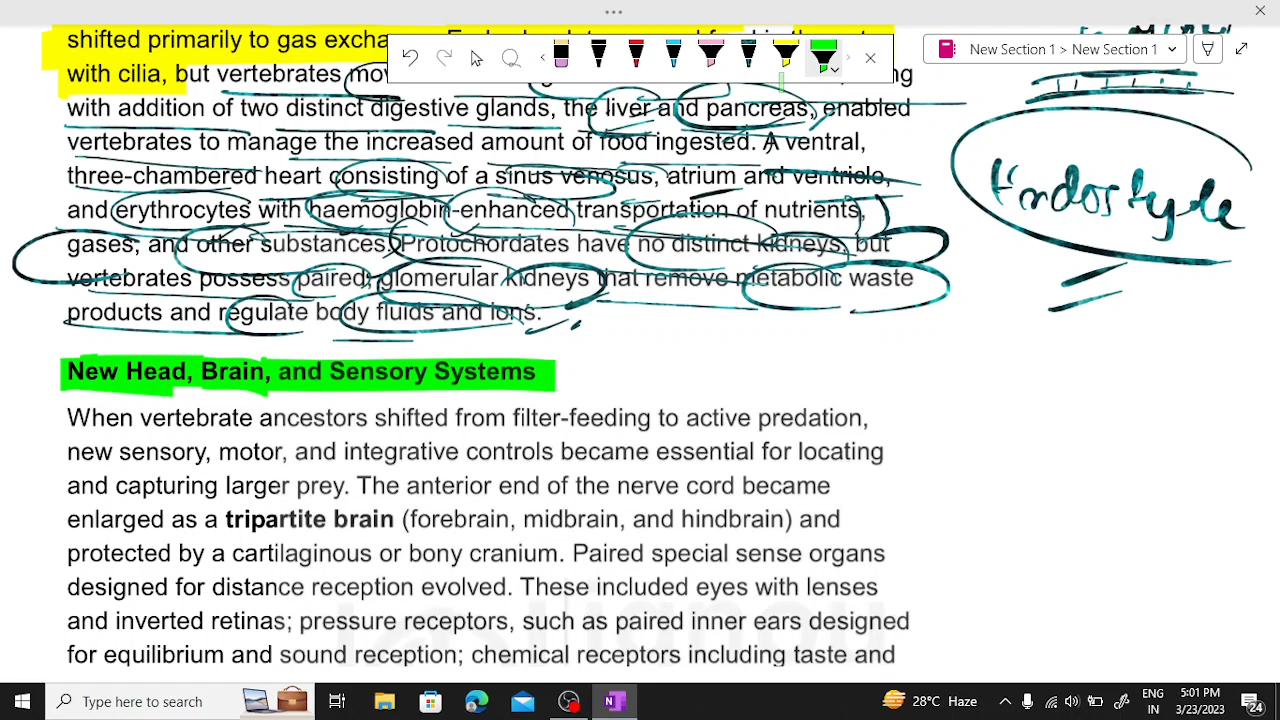 shifted primarily to gas
New Section 1 > New Section 1
with cilia, but vertebrates
with addition of two distinct digestive glands, the liver and pancreas, enabled
vertebrates to manage the increased amount of food ingested. A ventral,
three-chambered heart consisting of a sinus venosus, atrium and ventricle,
and erythrocytes with haemoglobin-enhanced transportation of nutrients,
gases, and other substances. Protochordates have no distinct kidneys, but
vertebrates possess paired, glomerular kidneys that remove metabolic waste
products and regulate body fluids and ions.
Endostyle
New Head, Brain, and Sensory Systems
When vertebrate ancestors shifted from filter-feeding to active predation,
new sensory, motor, and integrative controls became essential for locating
and capturing larger prey. The anterior end of the nerve cord became
enlarged as a tripartite brain (forebrain, midbrain, and hindbrain) and
protected by a cartilaginous or bony cranium. Paired special sense organs
designed for distance reception evolved. These included eyes with lenses
and inverted retinas; pressure receptors, such as paired inner ears designed
for equilibrium and sound reception; chemical receptors including taste and
Type here to search
28°C Haze
ENG
IN
5:01 PM
3/23/2023
24